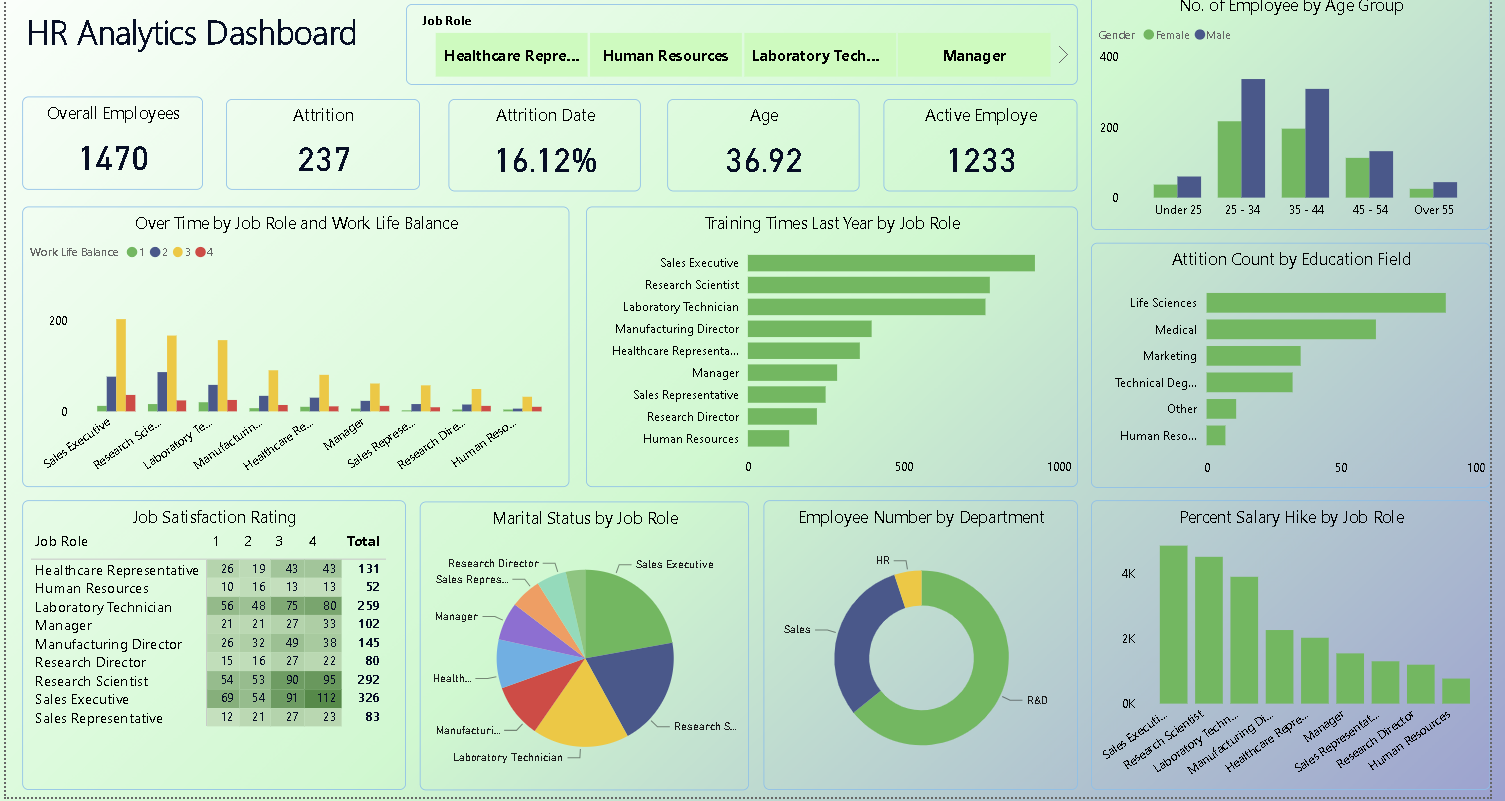 HR Analytics Dashboard
Job Role
Healthcare Repre...
Human Resources
Laboratory Tech...
Manager
Overall Employees
1470
Attrition
237
Attrition Date
16.12%
Age
36.92
Active Employe
1233
No. of Employee by Age Group
Gender Female Male
400
200
0
Under 25 25 - 34 35 - 44 45 - 54 Over 55
Over Time by Job Role and Work Life Balance
Work Life Balance 1 2 3 4
200
0
Sales Executive
Research Scie...
Laboratory Te...
Manufacturin...
Healthcare Re...
Manager
Sales Represe...
Research Dire...
Human Reso...
Training Times Last Year by Job Role
Sales Executive
Research Scientist
Laboratory Technician
Manufacturing Director
Healthcare Representa...
Manager
Sales Representative
Research Director
Human Resources
0 500 1000
Attition Count by Education Field
Life Sciences
Medical
Marketing
Technical Deg...
Other
Human Reso...
0 50 100
Job Satisfaction Rating
Job Role 1 2 3 4 Total
Healthcare Representative 26 19 43 43 131
Human Resources 10 16 13 13 52
Laboratory Technician 56 48 75 80 259
Manager 21 21 27 33 102
Manufacturing Director 26 32 49 38 145
Research Director 15 16 27 22 80
Research Scientist 54 53 90 95 292
Sales Executive 69 54 91 112 326
Sales Representative 12 21 27 23 83
Marital Status by Job Role
Research Director
Sales Executive
Sales Repres...
Manager
Health...
Manufacturi...
Research S...
Laboratory Technician
Employee Number by Department
HR
Sales
R&D
Percent Salary Hike by Job Role
4K
2K
0K
Sales Executi...
Research Scientist
Laboratory Techn...
Manufacturing Di...
Healthcare Repre...
Manager
Sales Representat...
Research Director
Human Resources